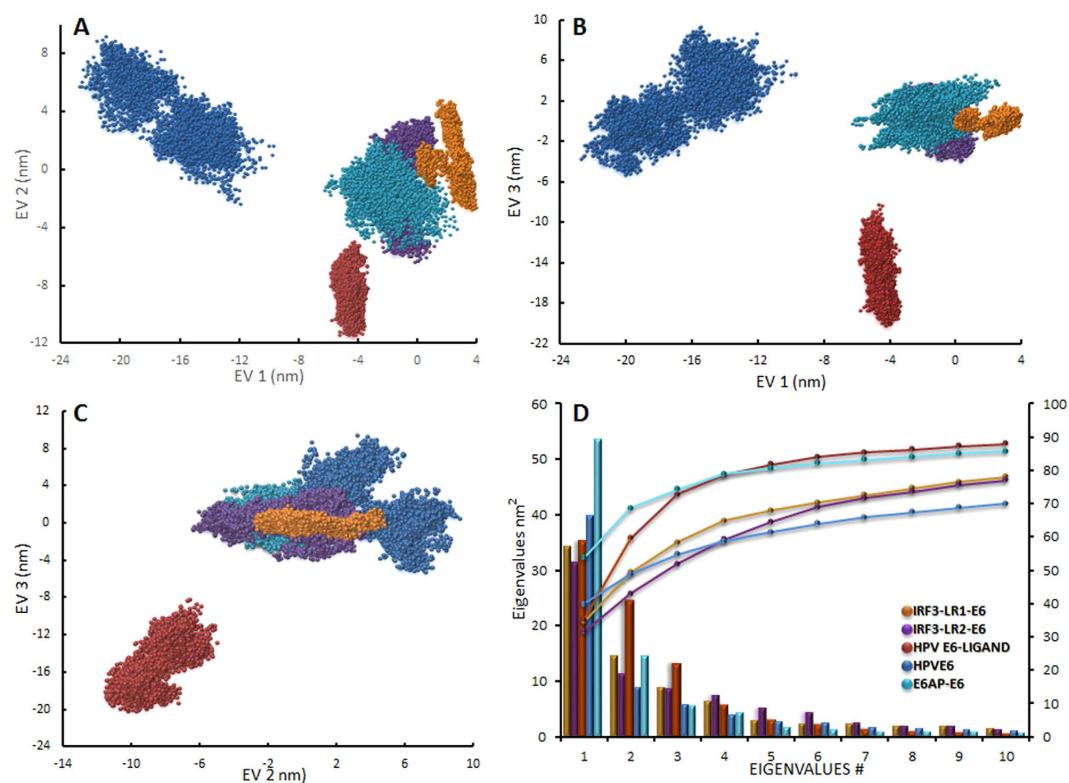 A
8
4
0
-4
-8
-12
EV 2 (nm)
-24 -20 -16 -12 -8 -4 0 4
EV 1 (nm)
B
10
6
2
-2
-6
-10
-14
-18
-22
EV 3 (nm)
-24 -20 -16 -12 -8 -4 0 4
EV 1 (nm)
C
12
8
4
0
-4
-8
-12
-16
-20
-24
EV 3 (nm)
-14 -10 -6 -2 2 6 10
EV 2 nm)
D
60
50
40
30
20
10
0
Eigenvalues nm²
100
90
80
70
60
50
40
30
20
10
0
IRF3-LR1-E6
IRF3-LR2-E6
HPV E6-LIGAND
HPVE6
E6AP-E6
1 2 3 4 5 6 7 8 9 10
EIGENVALUES #